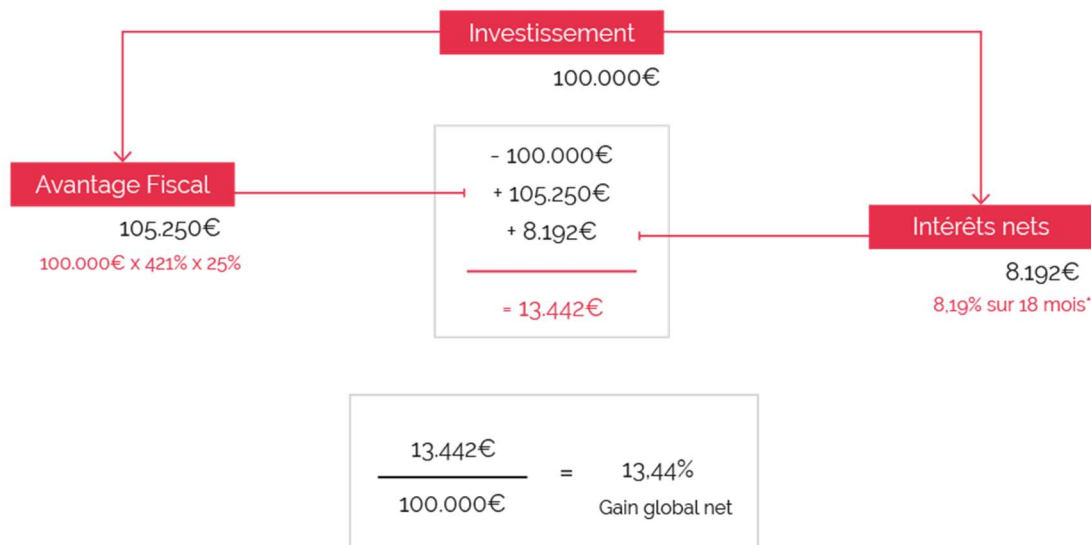 Investissement
100.000€
Avantage Fiscal
105.250€
100.000€ x 421% x 25%
- 100.000€
+ 105.250€
+ 8.192€
= 13.442€
Intérêts nets
8.192€
8,19% sur 18 mois*
13.442€
100.000€
=
13,44%
Gain global net